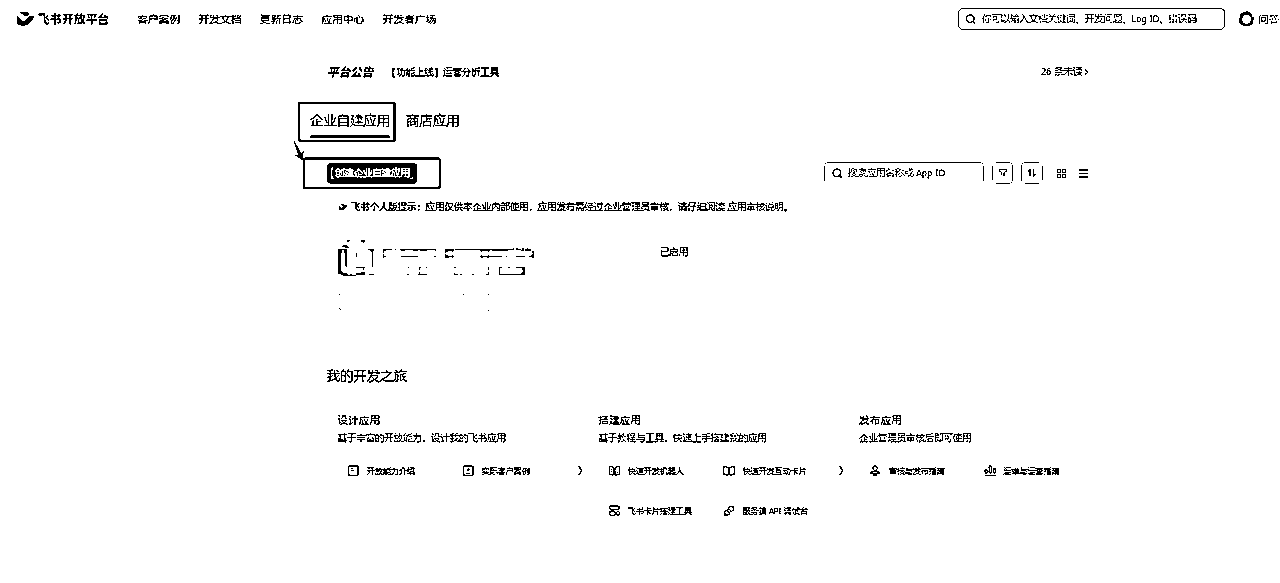 飞书开放平台 客户案例 开发文档 更新日志 应用中心 开发者广场 你可以输入文档关键词、开发问题、Log ID、错误码 问答
平台公告 【功能上线】运营分析工具 26 条未读
企业自建应用 商店应用
创建企业自建应用 搜索应用名称或 App ID
飞书个人版提示：应用仅供本企业内部使用，应用发布需经过企业管理员审核，请仔细阅读 应用审核说明。
已启用
我的开发之旅
设计应用 搭建应用 发布应用
基于丰富的开放能力，设计我的飞书应用 基于教程与工具，快速上手搭建我的应用 企业管理员审核后即可使用
开放能力介绍 实际客户案例 快速开发机器人 快速开发互动卡片 审核与发布指南 运维与运营指南
飞书卡片搭建工具 服务端 API 调试台